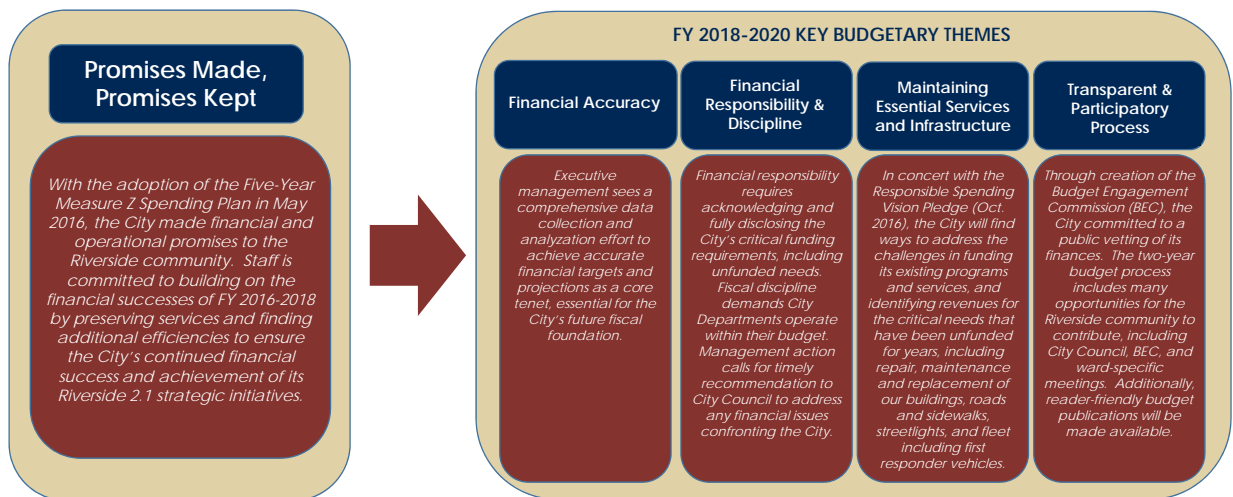 Promises Made,
Promises Kept
With the adoption of the Five-Year
Measure Z Spending Plan in May
2016, the City made financial and
operational promises to the
Riverside community.  Staff is
committed to building on the
financial successes of FY 2016-2018
by preserving services and finding
additional efficiencies to ensure
the City's continued financial
success and achievement of its
Riverside 2.1 strategic initiatives.
FY 2018-2020 KEY BUDGETARY THEMES
Financial Accuracy
Executive
management sees a
comprehensive data
collection and
analyzation effort to
achieve accurate
financial targets and
projections as a core
tenet, essential for the
City's future fiscal
foundation.
Financial
Responsibility &
Discipline
Financial responsibility
requires
acknowledging and
fully disclosing the
City's critical funding
requirements, including
unfunded needs.
Fiscal discipline
demands City
Departments operate
within their budget.
Management action
calls for timely
recommendation to
City Council to address
any financial issues
confronting the City.
Maintaining
Essential Services
and Infrastructure
In concert with the
Responsible Spending
Vision Pledge (Oct.
2016), the City will find
ways to address the
challenges in funding
its existing programs
and services, and
identifying revenues for
the critical needs that
have been unfunded
for years, including
repair, maintenance
and replacement of
our buildings, roads
and sidewalks,
streetlights, and fleet
including first
responder vehicles.
Transparent &
Participatory
Process
Through creation of the
Budget Engagement
Commission (BEC), the
City committed to a
public vetting of its
finances.  The two-year
budget process
includes many
opportunities for the
Riverside community to
contribute, including
City Council, BEC, and
ward-specific
meetings.  Additionally,
reader-friendly budget
publications will be
made available.